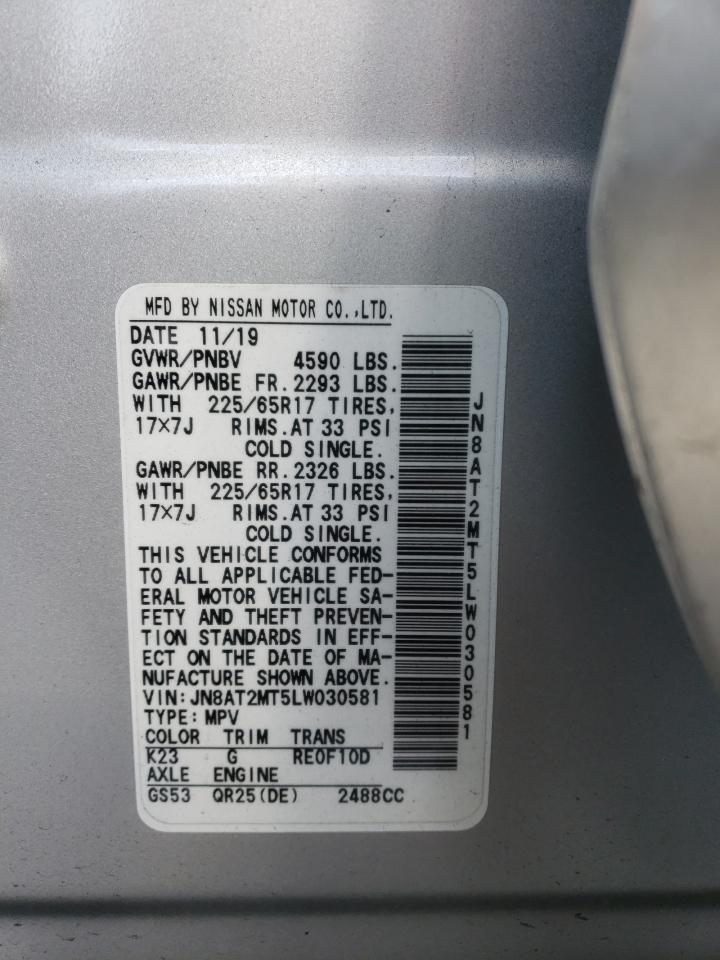 MFD BY NISSAN MOTOR CO.,LTD.
DATE 11/19
GVWR/PNBV 4590 LBS.
GAWR/PNBE FR. 2293 LBS.
WITH 225/65R17 TIRES,
17×7J RIMS. AT 33 PSI
COLD SINGLE.
GAWR/PNBE RR. 2326 LBS.
WITH 225/65R17 TIRES,
17×7J RIMS. AT 33 PSI
COLD SINGLE.
THIS VEHICLE CONFORMS
TO ALL APPLICABLE FED-
ERAL MOTOR VEHICLE SA-
FETY AND THEFT PREVEN-
TION STANDARDS IN EFF-
ECT ON THE DATE OF MA-
NUFACTURE SHOWN ABOVE.
VIN: JN8AT2MT5LW030581
TYPE: MPV
COLOR TRIM TRANS
K23 G RE0F10D
AXLE ENGINE
GS53 QR25(DE) 2488CC
JN8AT2MT5LW030581